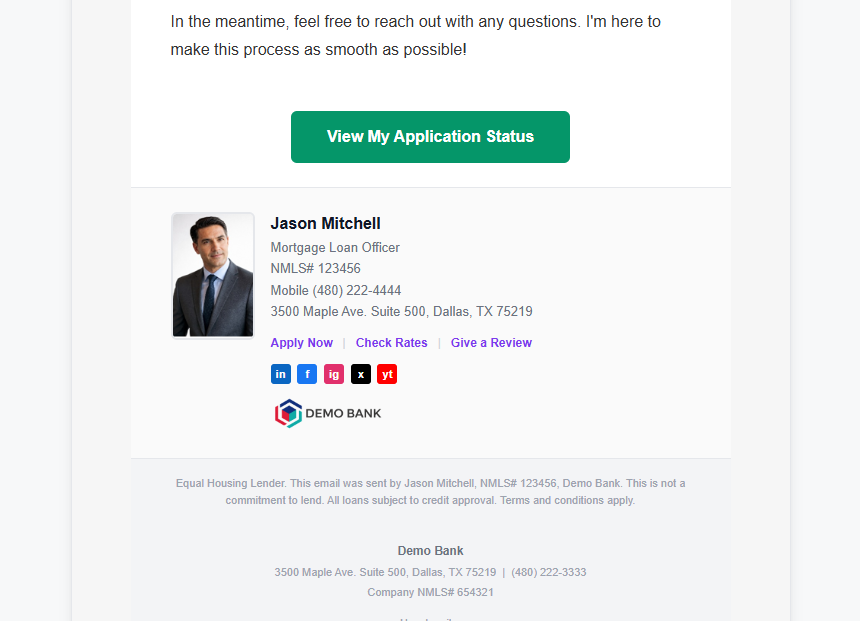 In the meantime, feel free to reach out with any questions. I'm here to
make this process as smooth as possible!
View My Application Status
Jason Mitchell
Mortgage Loan Officer
NMLS# 123456
Mobile (480) 222-4444
3500 Maple Ave. Suite 500, Dallas, TX 75219
Apply Now | Check Rates | Give a Review
in f ig x yt
DEMO BANK
Equal Housing Lender. This email was sent by Jason Mitchell, NMLS# 123456, Demo Bank. This is not a
commitment to lend. All loans subject to credit approval. Terms and conditions apply.
Demo Bank
3500 Maple Ave. Suite 500, Dallas, TX 75219 | (480) 222-3333
Company NMLS# 654321